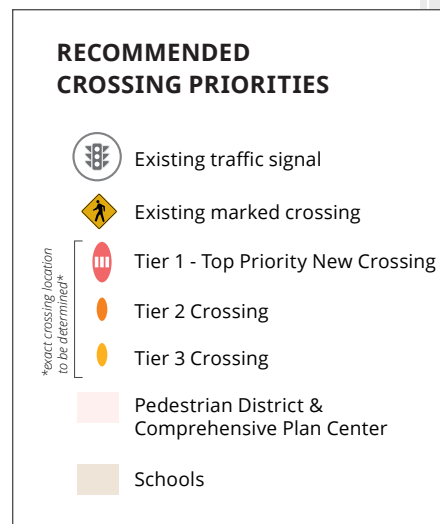 RECOMMENDED
CROSSING PRIORITIES
Existing traffic signal
Existing marked crossing
*exact crossing location
to be determined*
Tier 1 - Top Priority New Crossing
Tier 2 Crossing
Tier 3 Crossing
Pedestrian District &
Comprehensive Plan Center
Schools